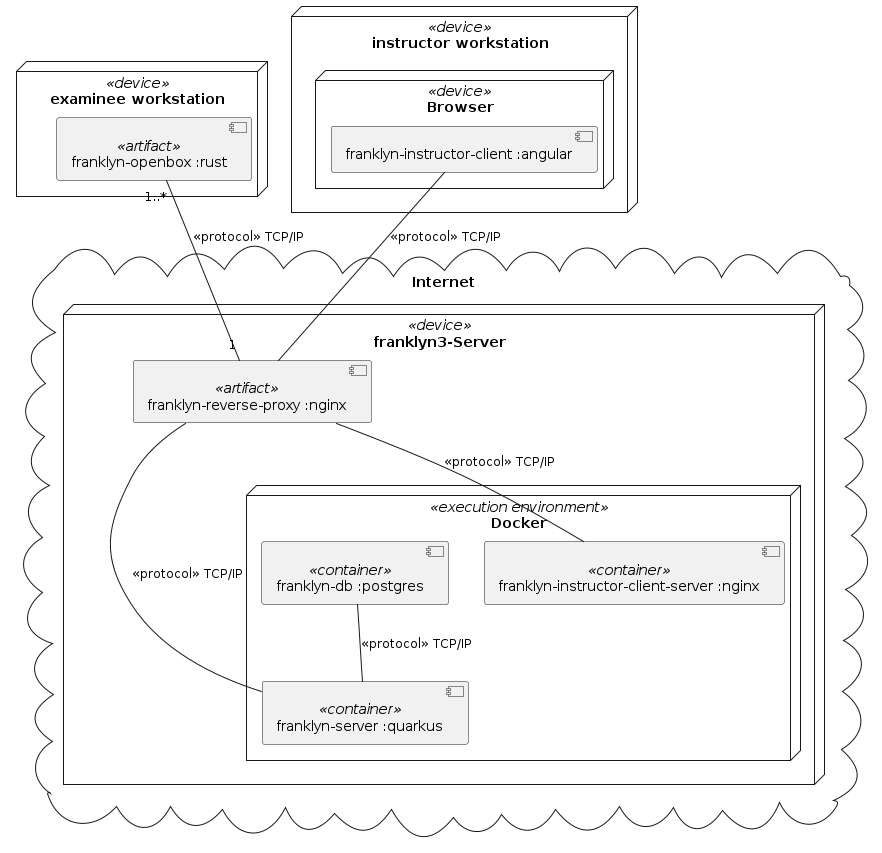 «device»
instructor workstation
«device»
Browser
franklyn-instructor-client :angular
«device»
examinee workstation
«artifact»
franklyn-openbox :rust
1..*
«protocol» TCP/IP
«protocol» TCP/IP
Internet
«device»
franklyn3-Server
1
«artifact»
franklyn-reverse-proxy :nginx
«protocol» TCP/IP
«execution environment»
Docker
«container»
franklyn-db :postgres
«container»
franklyn-instructor-client-server :nginx
«protocol» TCP/IP
«protocol» TCP/IP
«container»
franklyn-server :quarkus